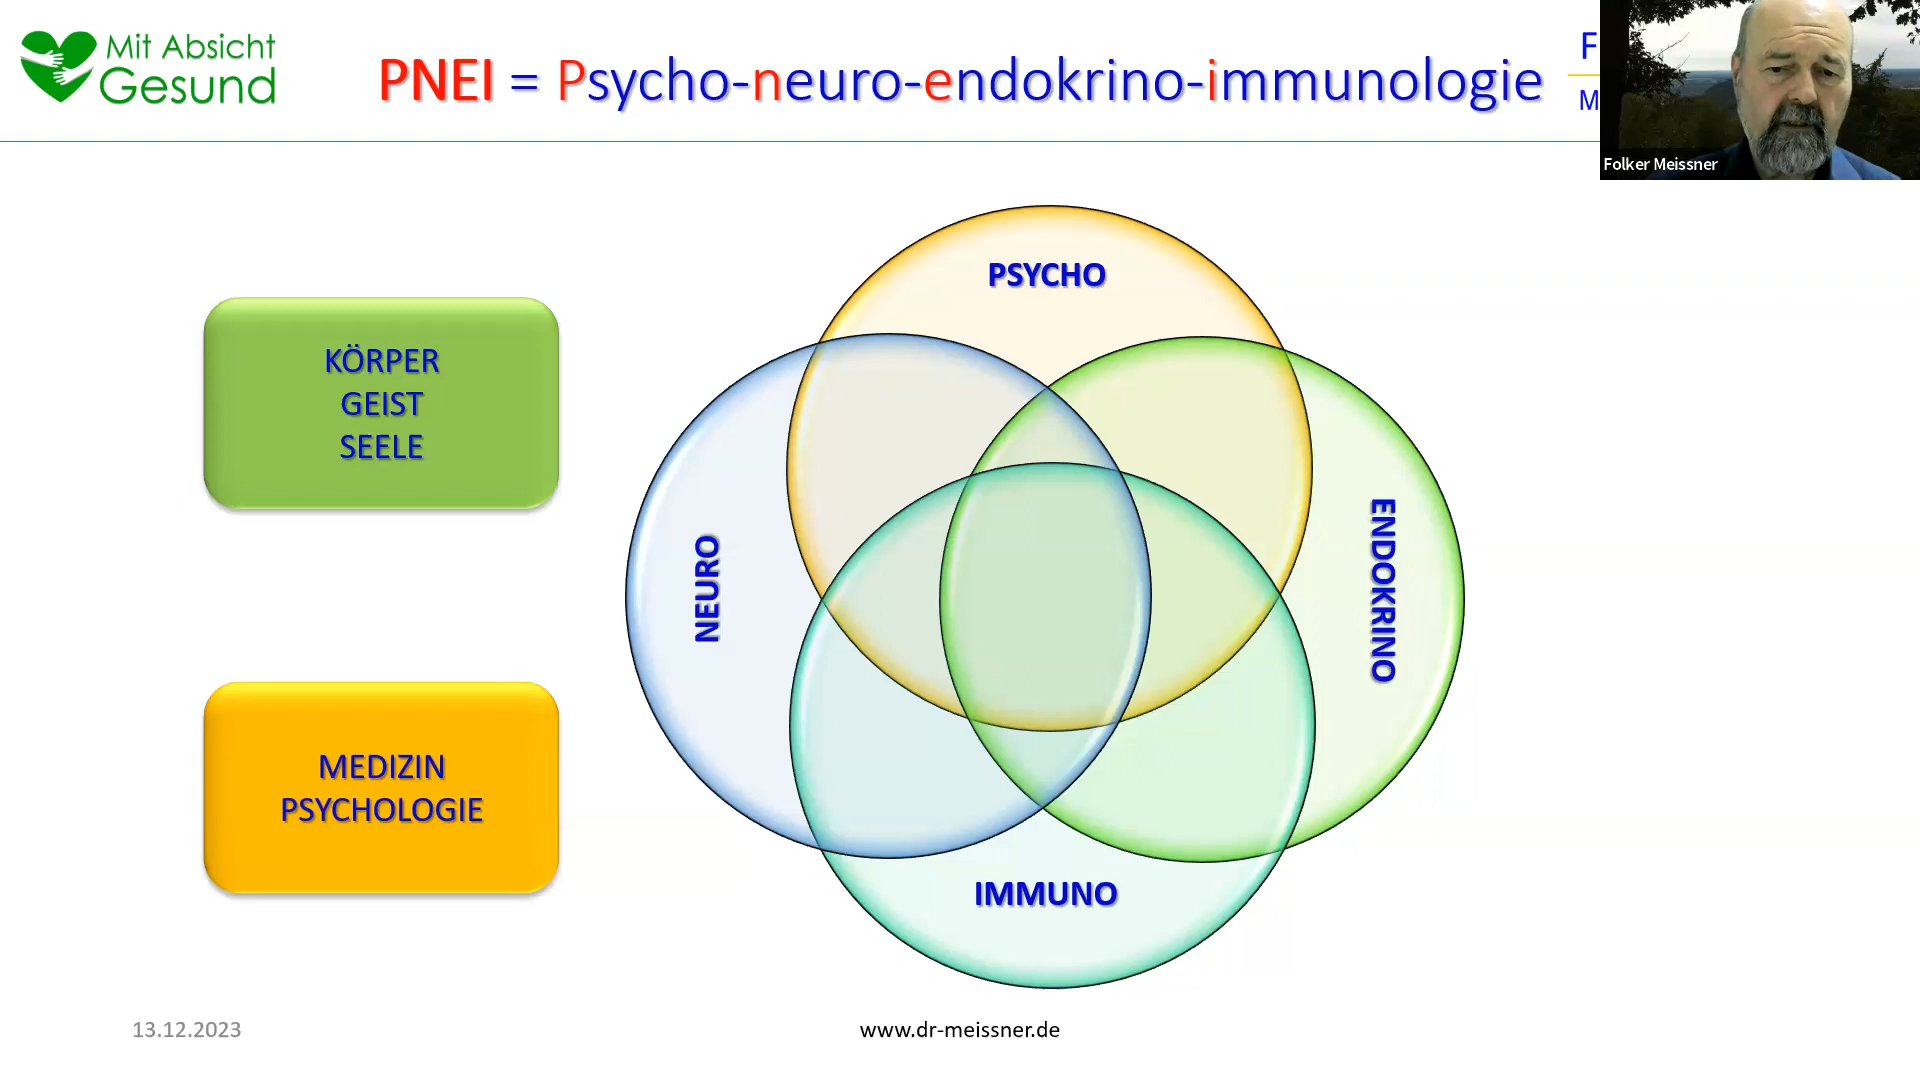 Mit Absicht
Gesund
PNEI = Psycho-neuro-endokrino-immunologie
F
M
Folker Meissner
PSYCHO
KÖRPER
GEIST
SEELE
NEURO
ENDOKRINO
MEDIZIN
PSYCHOLOGIE
IMMUNO
13.12.2023
www.dr-meissner.de